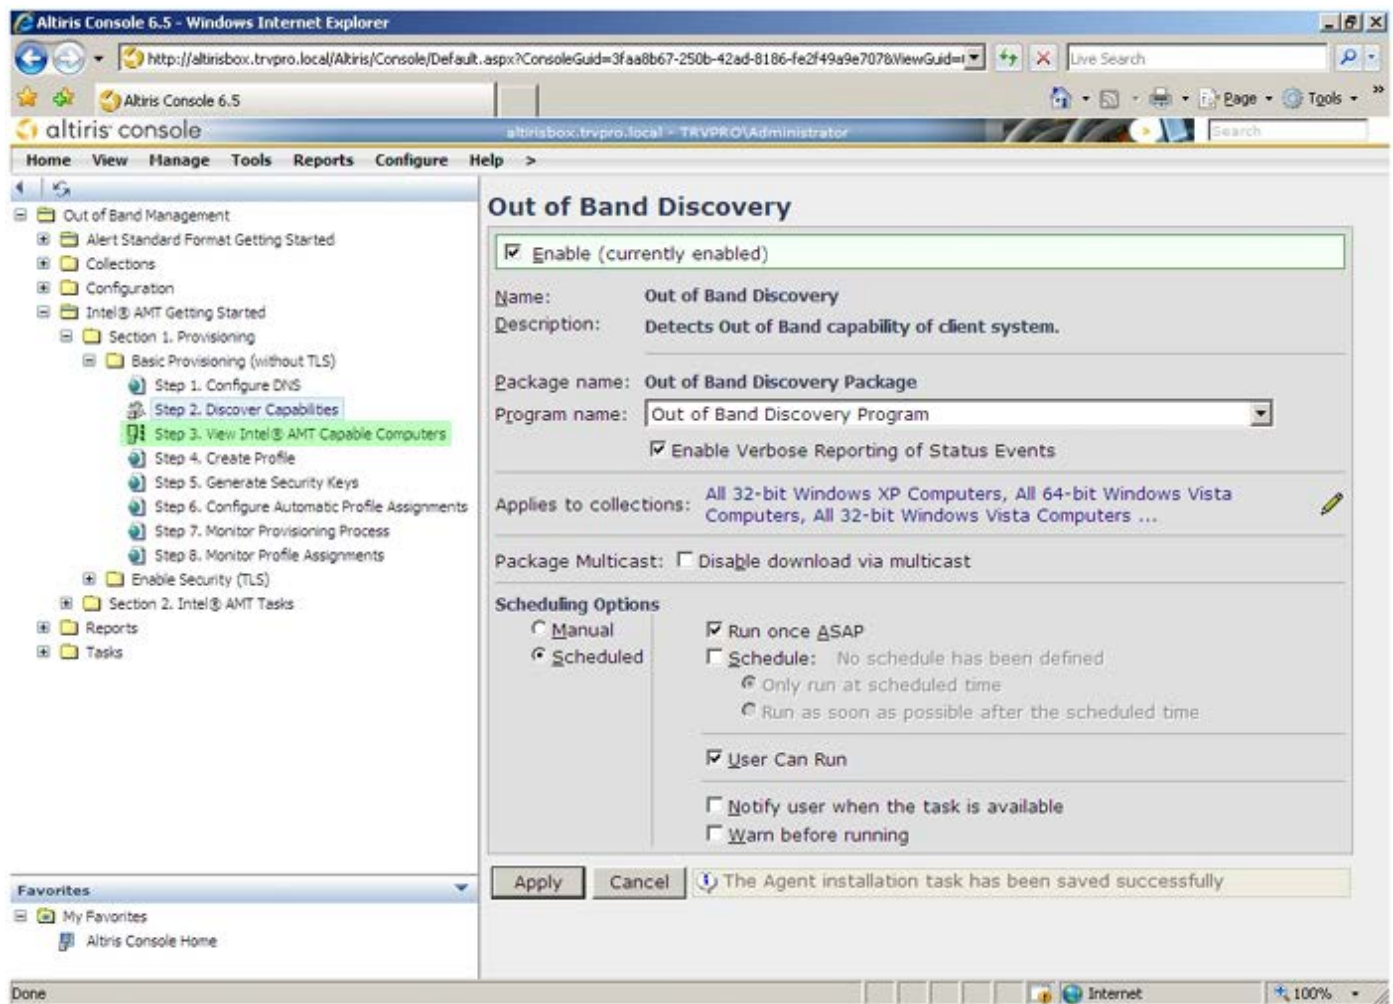 Altiris Console 6.5 - Windows Internet Explorer
http://altirisbox.trvpro.local/Altiris/Console/Default.aspx?ConsoleGuid=3faa8b67-250b-42ad-8186-fe2f49a9e707&ViewGuid=
Live Search
Altiris Console 6.5
Page
Tools
altiris console
altirisbox.trvpro.local - TRVPRO\Administrator
Search
Home View Manage Tools Reports Configure Help >
Out of Band Management
Alert Standard Format Getting Started
Collections
Configuration
Intel® AMT Getting Started
Section 1. Provisioning
Basic Provisioning (without TLS)
Step 1. Configure DNS
Step 2. Discover Capabilities
Step 3. View Intel® AMT Capable Computers
Step 4. Create Profile
Step 5. Generate Security Keys
Step 6. Configure Automatic Profile Assignments
Step 7. Monitor Provisioning Process
Step 8. Monitor Profile Assignments
Enable Security (TLS)
Section 2. Intel® AMT Tasks
Reports
Tasks
Favorites
My Favorites
Altiris Console Home
Out of Band Discovery
Enable (currently enabled)
Name: Out of Band Discovery
Description: Detects Out of Band capability of client system.
Package name: Out of Band Discovery Package
Program name: Out of Band Discovery Program
Enable Verbose Reporting of Status Events
Applies to collections: All 32-bit Windows XP Computers, All 64-bit Windows Vista
Computers, All 32-bit Windows Vista Computers ...
Package Multicast: Disable download via multicast
Scheduling Options
Manual
Scheduled
Run once ASAP
Schedule: No schedule has been defined
Only run at scheduled time
Run as soon as possible after the scheduled time
User Can Run
Notify user when the task is available
Warn before running
Apply
Cancel
The Agent installation task has been saved successfully
Done
Internet
100%